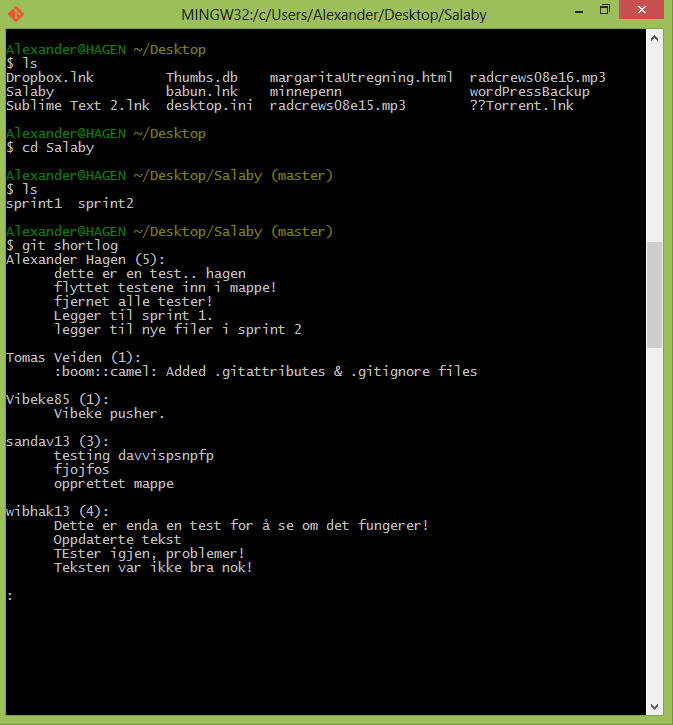 MINGW32:/c/Users/Alexander/Desktop/Salaby
Alexander@HAGEN ~/Desktop
$ ls
Dropbox.lnk Thumbs.db margaritaUtregning.html radcrews08e16.mp3
Salaby babun.lnk minnepenn wordPressBackup
Sublime Text 2.lnk desktop.ini radcrews08e15.mp3 ??Torrent.lnk
Alexander@HAGEN ~/Desktop
$ cd Salaby
Alexander@HAGEN ~/Desktop/Salaby (master)
$ ls
sprint1 sprint2
Alexander@HAGEN ~/Desktop/Salaby (master)
$ git shortlog
Alexander Hagen (5):
dette er en test.. hagen
flyttet testene inn i mappe!
fjernet alle tester!
Legger til sprint 1.
legger til nye filer i sprint 2
Tomas Veiden (1):
:boom::camel: Added .gitattributes & .gitignore files
Vibeke85 (1):
Vibeke pusher.
sandav13 (3):
testing davvispsnpfp
fjojfos
opprettet mappe
wibhak13 (4):
Dette er enda en test for å se om det fungerer!
Oppdaterte tekst
TEster igjen, problemer!
Teksten var ikke bra nok!
: